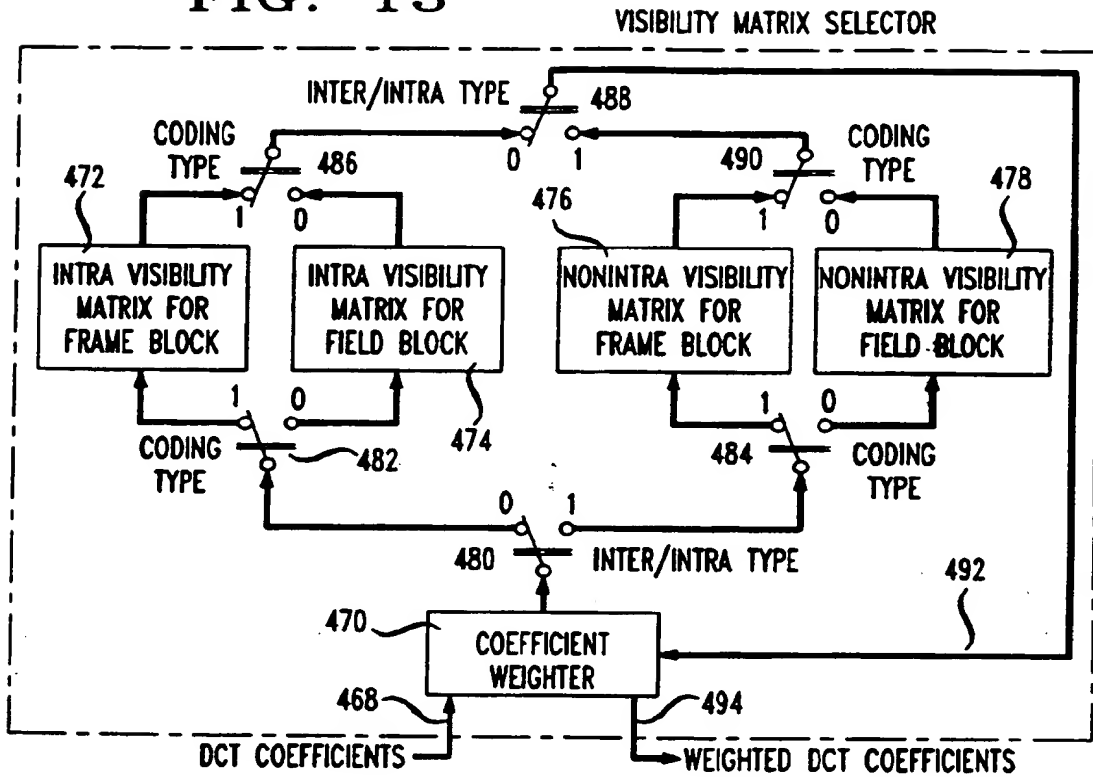 FIG. 13
VISIBILITY MATRIX SELECTOR
INTER/INTRA TYPE
488
0 1
CODING
TYPE
486
1 0
490
CODING
TYPE
1 0
472
476
478
INTRA VISIBILITY
MATRIX FOR
FRAME BLOCK
INTRA VISIBILITY
MATRIX FOR
FIELD BLOCK
NONINTRA VISIBILITY
MATRIX FOR
FRAME BLOCK
NONINTRA VISIBILITY
MATRIX FOR
FIELD BLOCK
1 0
CODING
TYPE
482
474
1 0
484
CODING
TYPE
0 1
480
INTER/INTRA TYPE
492
470
COEFFICIENT
WEIGHTER
468
494
DCT COEFFICIENTS
WEIGHTED DCT COEFFICIENTS